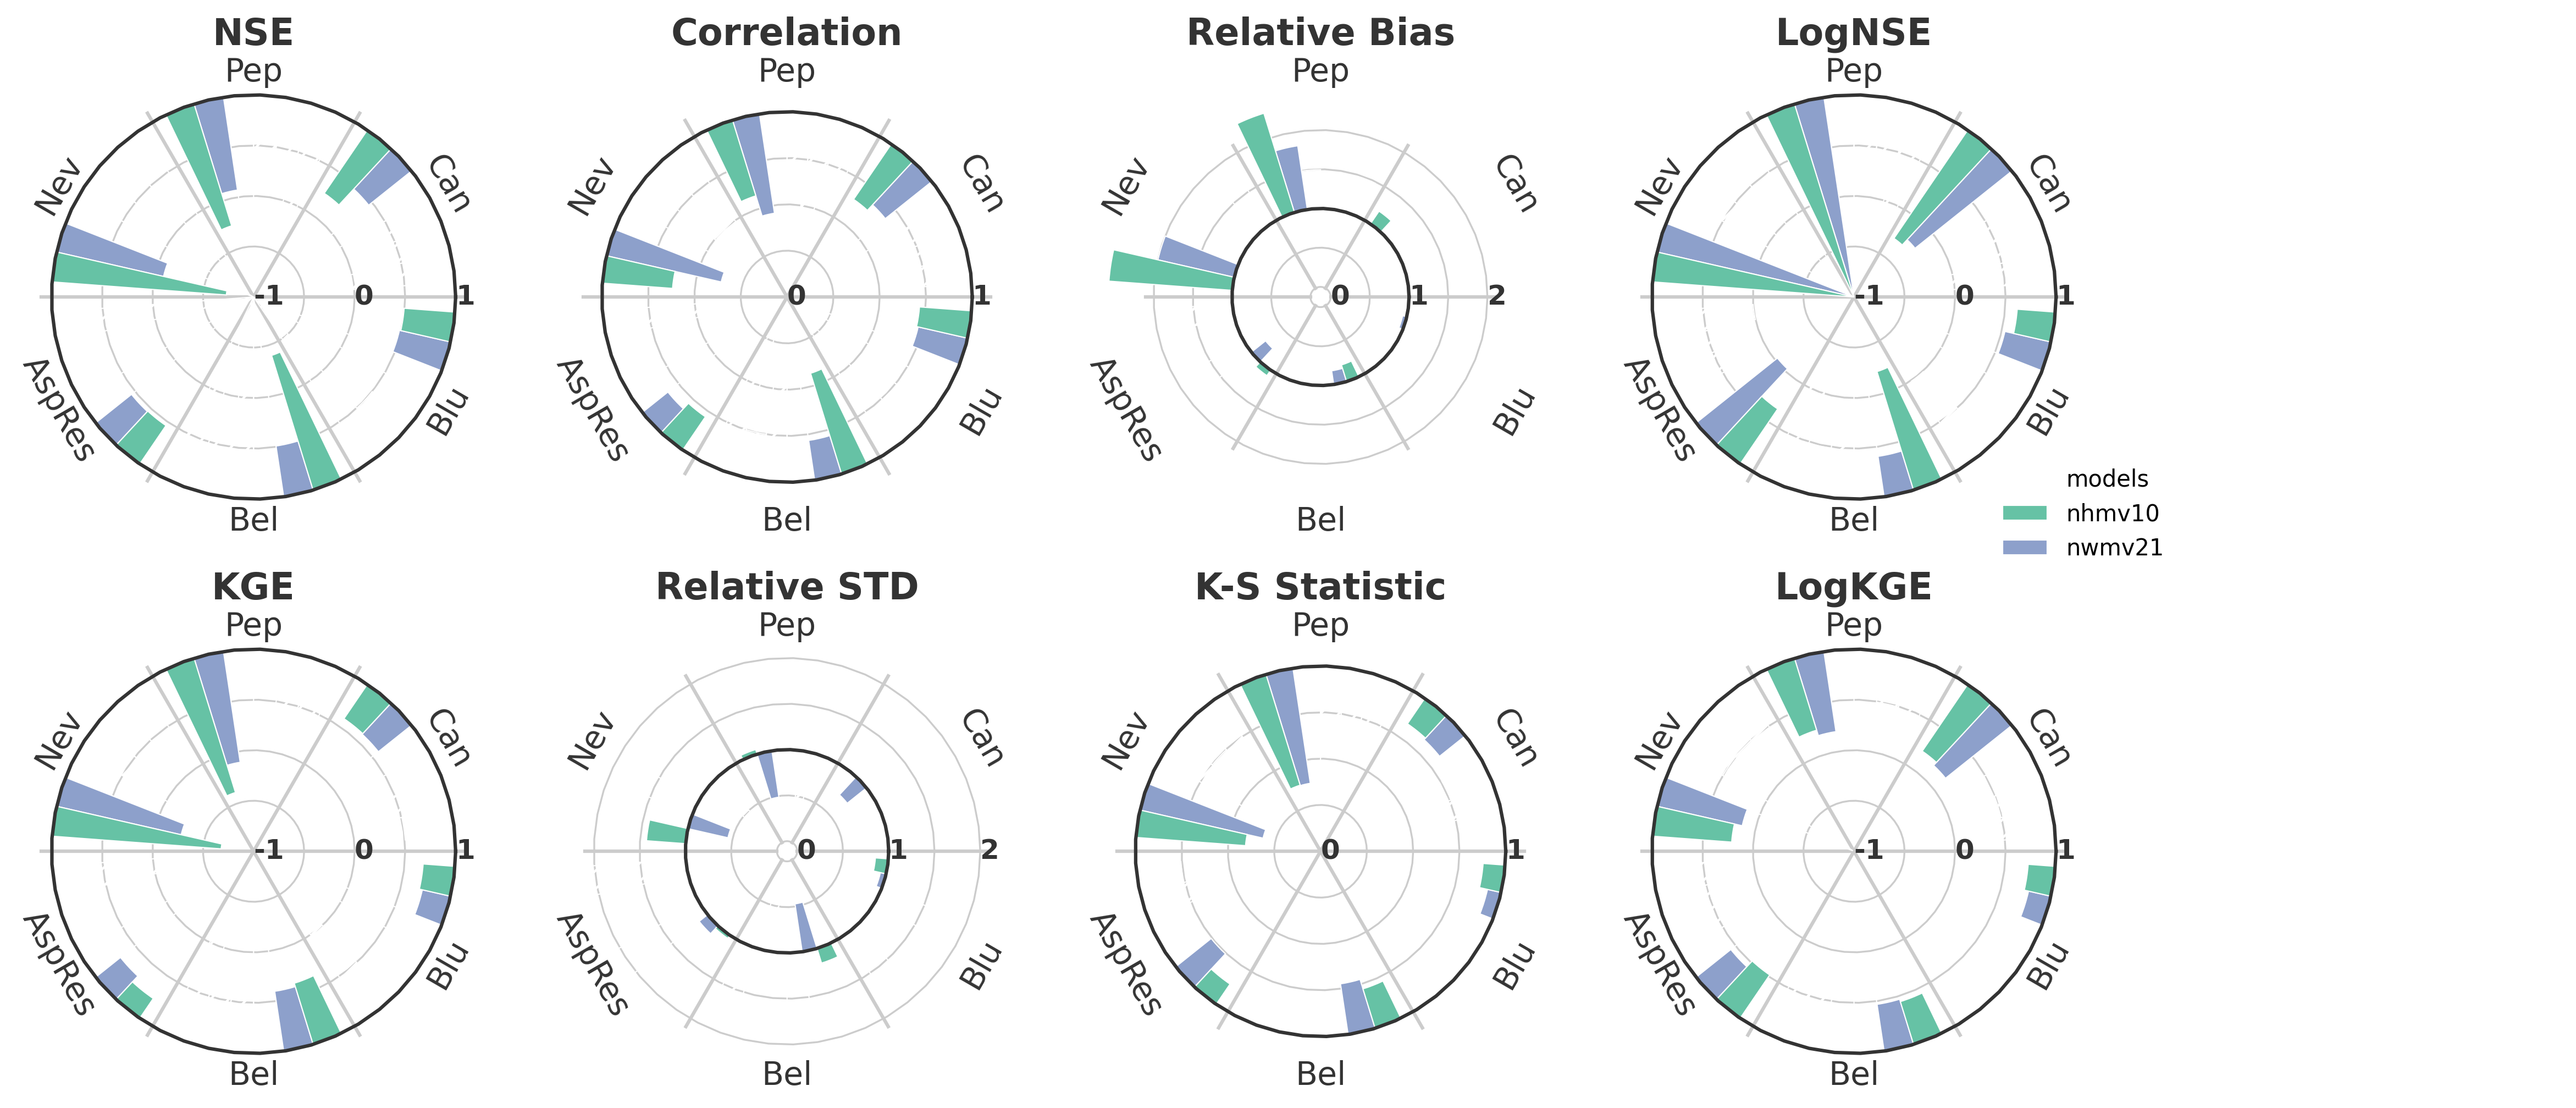 NSE
Pep
Can
Nev
-1
0
1
AspRes
Blu
Bel
Correlation
Pep
Can
Nev
0
1
AspRes
Blu
Bel
Relative Bias
Pep
Can
Nev
0
1
2
AspRes
Blu
Bel
LogNSE
Pep
Can
Nev
-1
0
1
AspRes
Blu
Bel
models
nhmv10
nwmv21
KGE
Pep
Can
Nev
-1
0
1
AspRes
Blu
Bel
Relative STD
Pep
Can
Nev
0
1
2
AspRes
Blu
Bel
K-S Statistic
Pep
Can
Nev
0
1
AspRes
Blu
Bel
LogKGE
Pep
Can
Nev
-1
0
1
AspRes
Blu
Bel